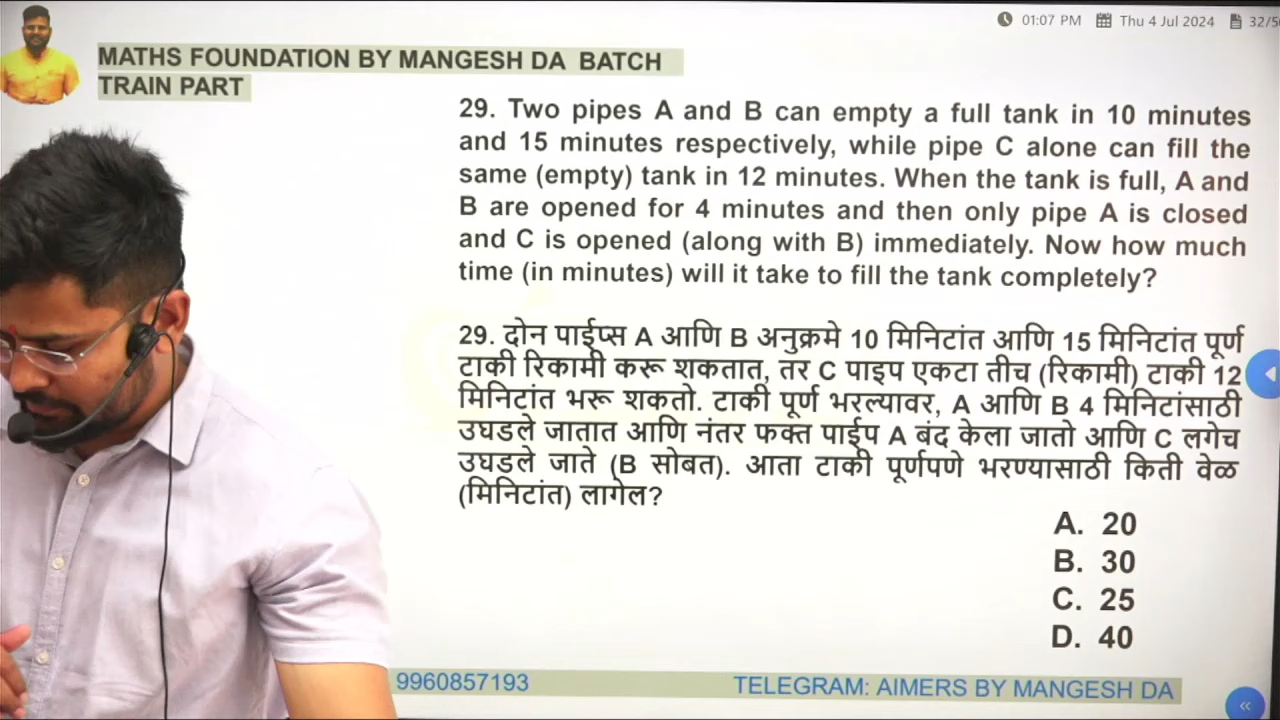 01:07 PM Thu 4 Jul 2024 32/5
MATHS FOUNDATION BY MANGESH DA BATCH
TRAIN PART
29. Two pipes A and B can empty a full tank in 10 minutes
and 15 minutes respectively, while pipe C alone can fill the
same (empty) tank in 12 minutes. When the tank is full, A and
B are opened for 4 minutes and then only pipe A is closed
and C is opened (along with B) immediately. Now how much
time (in minutes) will it take to fill the tank completely?
29. दोन पाईप्स A आणि B अनुक्रमे 10 मिनिटांत आणि 15 मिनिटांत पूर्ण
टाकी रिकामी करू शकतात, तर C पाइप एकटा तीच (रिकामी) टाकी 12
मिनिटांत भरू शकतो. टाकी पूर्ण भरल्यावर, A आणि B 4 मिनिटांसाठी
उघडले जातात आणि नंतर फक्त पाईप A बंद केला जातो आणि C लगेच
उघडले जाते (B सोबत). आता टाकी पूर्णपणे भरण्यासाठी किती वेळ
(मिनिटांत) लागेल?
A. 20
B. 30
C. 25
D. 40
9960857193
TELEGRAM: AIMERS BY MANGESH DA